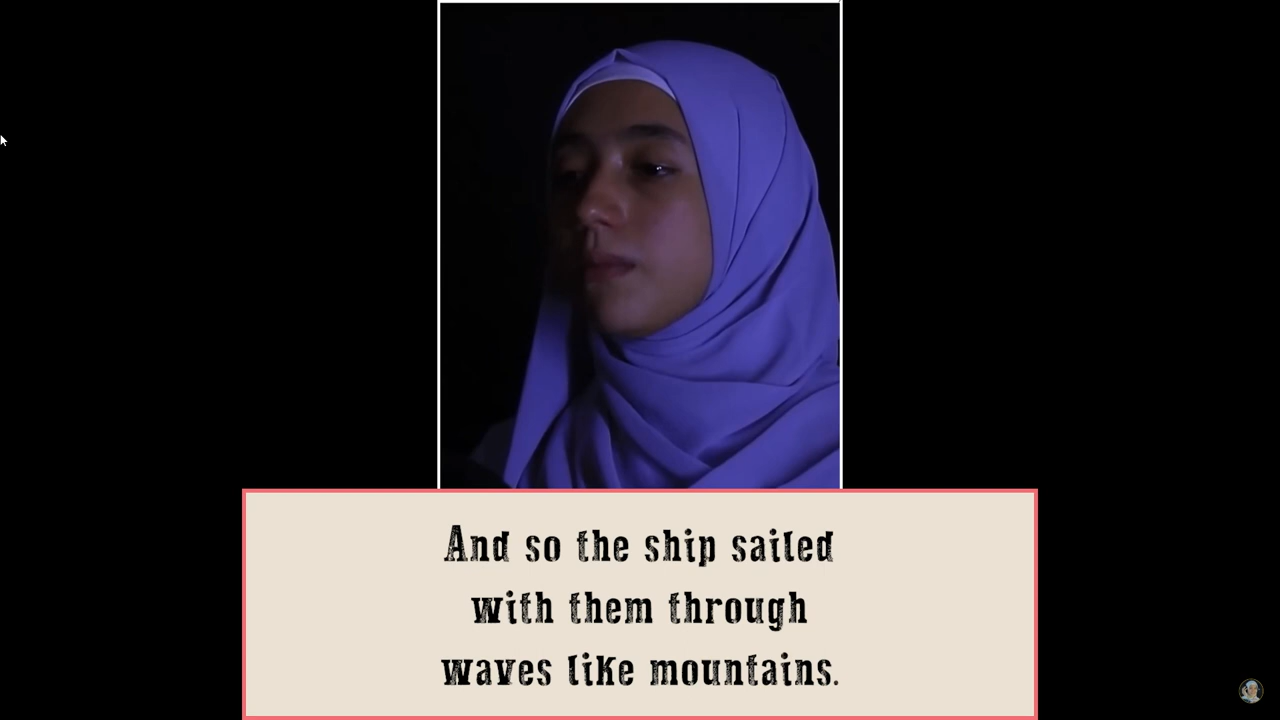 And so the ship sailed
with them through
waves like mountains.